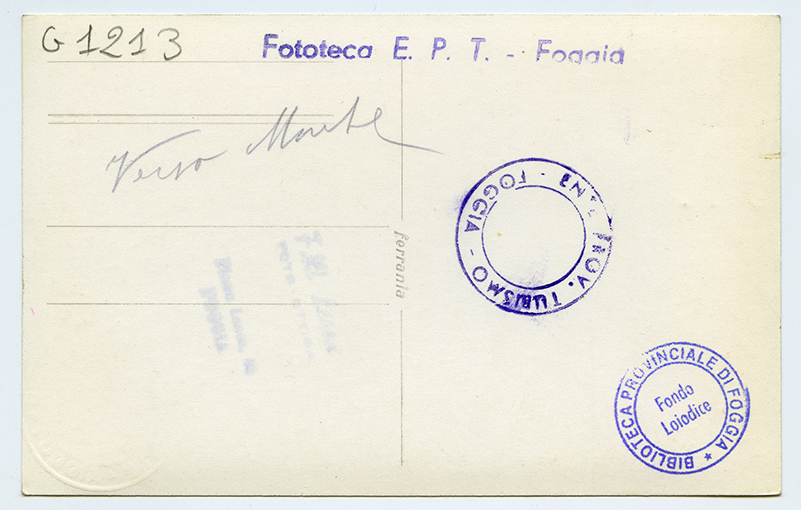 G 1213
Fototeca E. P. T. - Foggia
Verso Monte
ferrania
ENTE PROV. TURISMO - FOGGIA -
BIBLIOTECA PROVINCIALE DI FOGGIA ★
Fondo
Loiodice